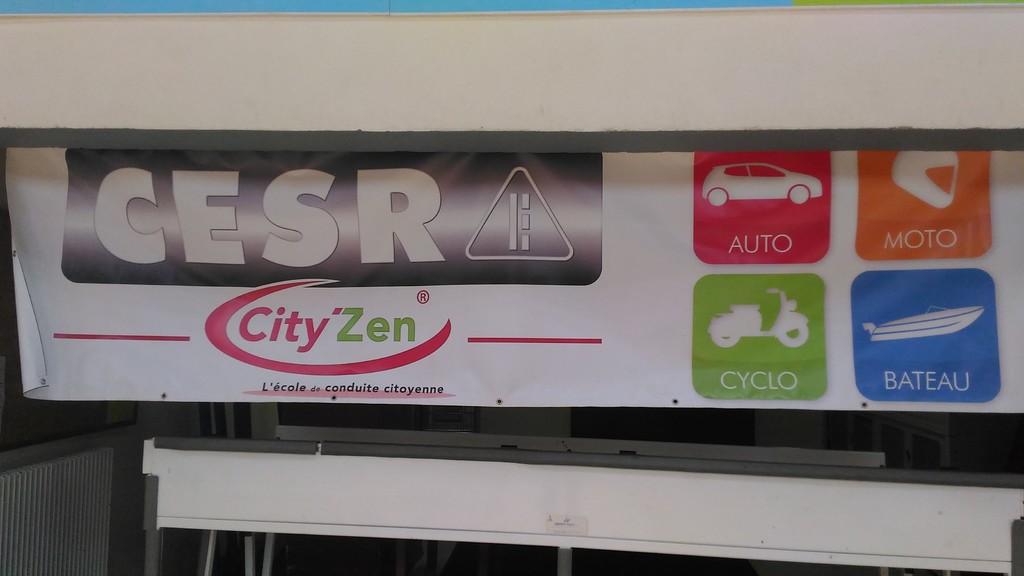 CESR
City'Zen®
L'école de conduite citoyenne
AUTO
MOTO
CYCLO
BATEAU